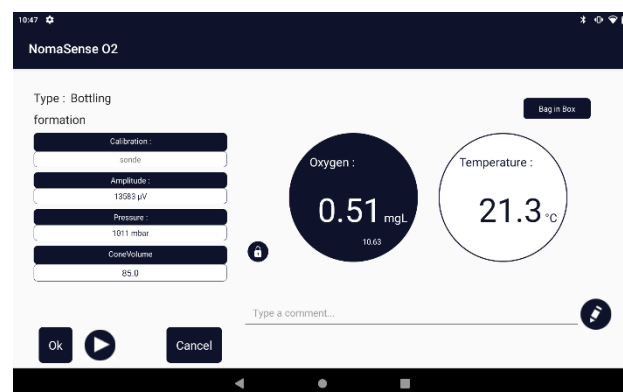 10:47
NomaSense O2
Type : Bottling
formation
Bag in Box
Calibration :
sonde
Amplitude :
13583 µV
Pressure :
1011 mbar
ConeVolume
85.0
Oxygen :
0.51 mgL
10.63
Temperature :
21.3 °C
Type a comment...
Ok
Cancel